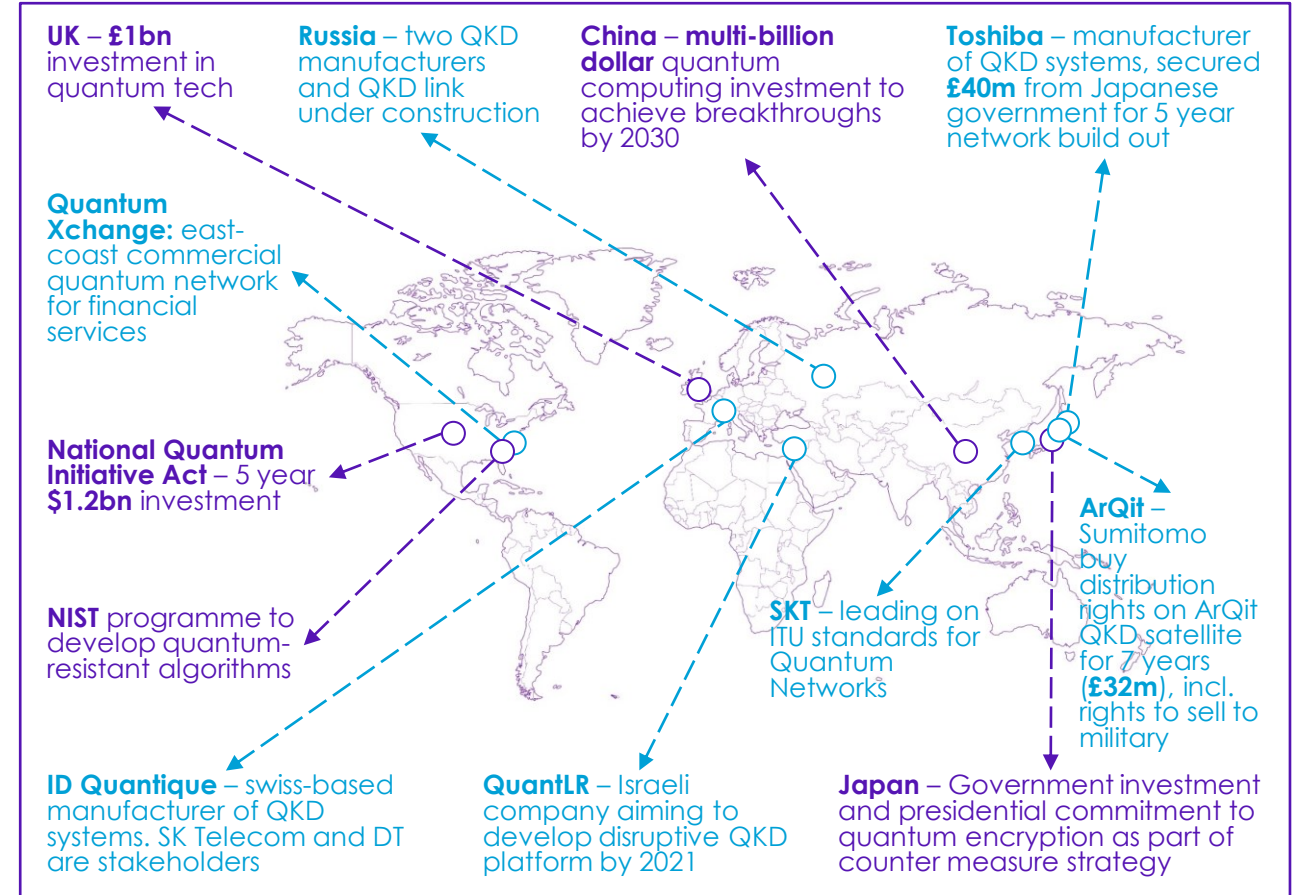 UK – £1bn
investment in
quantum tech
Russia – two QKD
manufacturers
and QKD link
under construction
China – multi-billion
dollar quantum
computing investment to
achieve breakthroughs
by 2030
Toshiba – manufacturer
of QKD systems, secured
£40m from Japanese
government for 5 year
network build out
Quantum
Xchange: east-
coast commercial
quantum network
for financial
services
National Quantum
Initiative Act – 5 year
$1.2bn investment
NIST programme to
develop quantum-
resistant algorithms
SKT – leading on
ITU standards for
Quantum
Networks
ArQit –
Sumitomo
buy
distribution
rights on ArQit
QKD satellite
for 7 years
(£32m), incl.
rights to sell to
military
ID Quantique – swiss-based
manufacturer of QKD
systems. SK Telecom and DT
are stakeholders
QuantLR – Israeli
company aiming to
develop disruptive QKD
platform by 2021
Japan – Government investment
and presidential commitment to
quantum encryption as part of
counter measure strategy